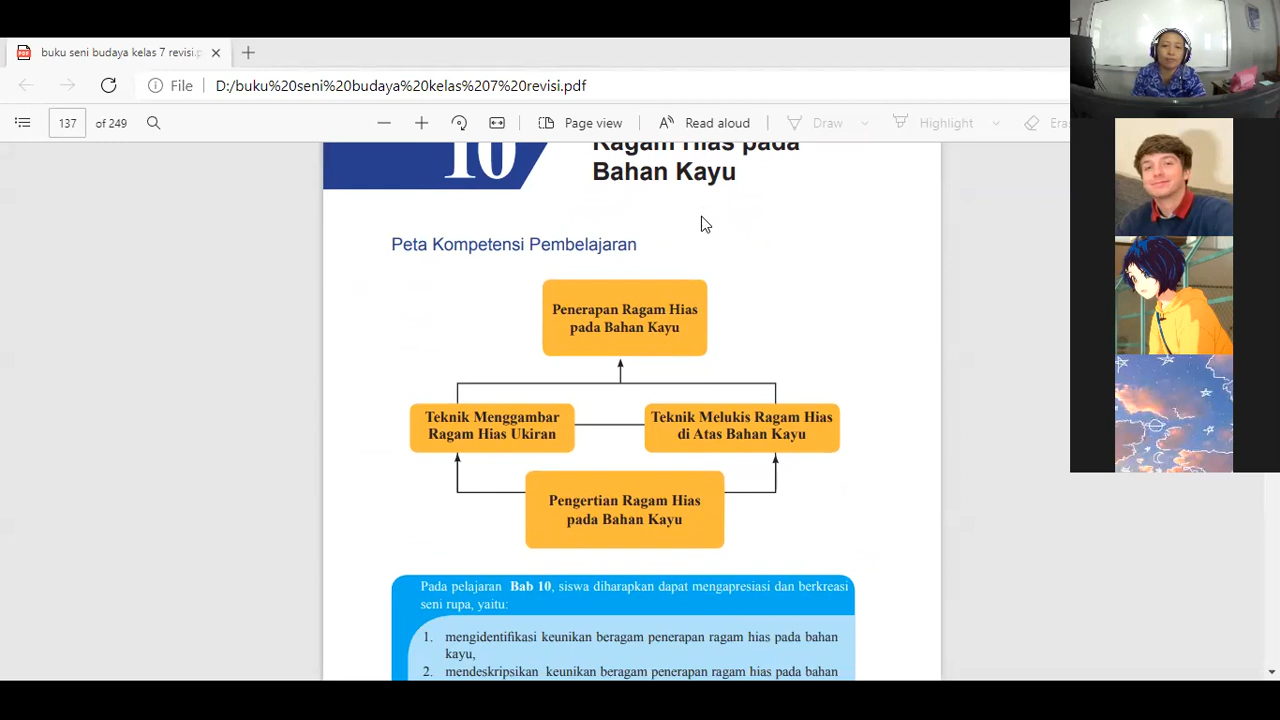 buku seni budaya kelas 7 revisi.p
File D:/buku%20seni%20budaya%20kelas%207%20revisi.pdf
137 of 249 Page view Read aloud Draw Highlight Eras
10
Ragam Hias pada
Bahan Kayu
Peta Kompetensi Pembelajaran
Penerapan Ragam Hias
pada Bahan Kayu
Teknik Menggambar
Ragam Hias Ukiran
Teknik Melukis Ragam Hias
di Atas Bahan Kayu
Pengertian Ragam Hias
pada Bahan Kayu
Pada pelajaran Bab 10, siswa diharapkan dapat mengapresiasi dan berkreasi
seni rupa, yaitu:
1. mengidentifikasi keunikan beragam penerapan ragam hias pada bahan
kayu,
2. mendeskripsikan keunikan beragam penerapan ragam hias pada bahan